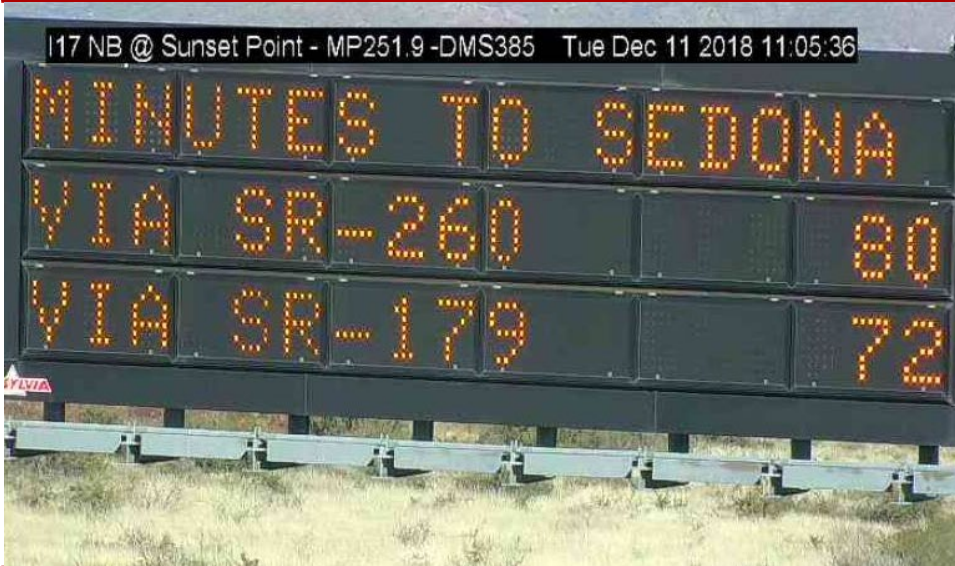 I17 NB @ Sunset Point - MP251.9 -DMS385 Tue Dec 11 2018 11:05:36
MINUTES TO SEDONA
VIA SR-260 80
VIA SR-179 72
SYLVIA